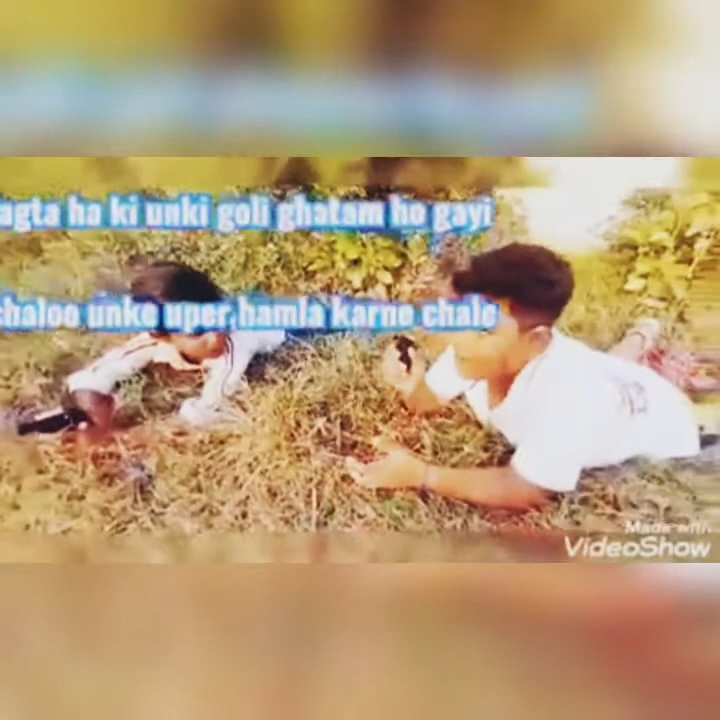 agta ha ki unki goli ghatam ho gayi
chaloo unke uper,hamla karne chale
Made with
VideoShow